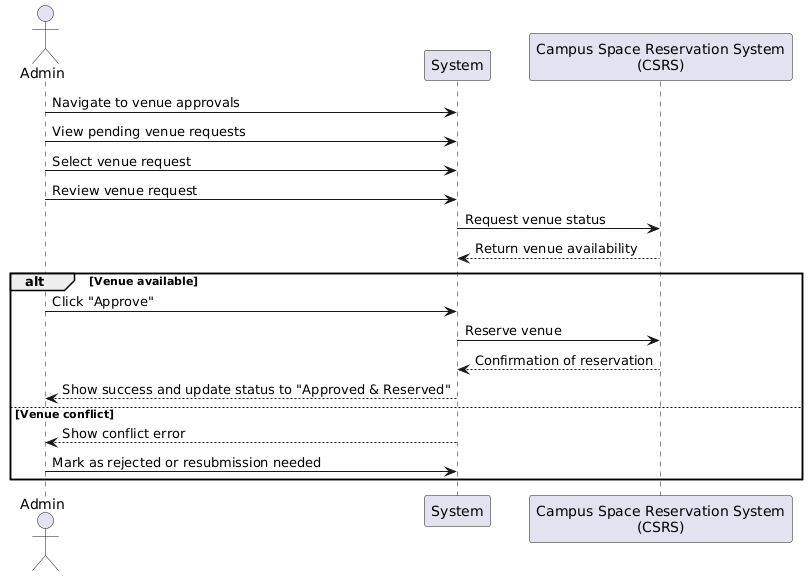 Admin
System
Campus Space Reservation System
(CSRS)
Navigate to venue approvals
View pending venue requests
Select venue request
Review venue request
Request venue status
Return venue availability
alt [Venue available]
Click "Approve"
Reserve venue
Confirmation of reservation
Show success and update status to "Approved & Reserved"
[Venue conflict]
Show conflict error
Mark as rejected or resubmission needed
Admin
System
Campus Space Reservation System
(CSRS)